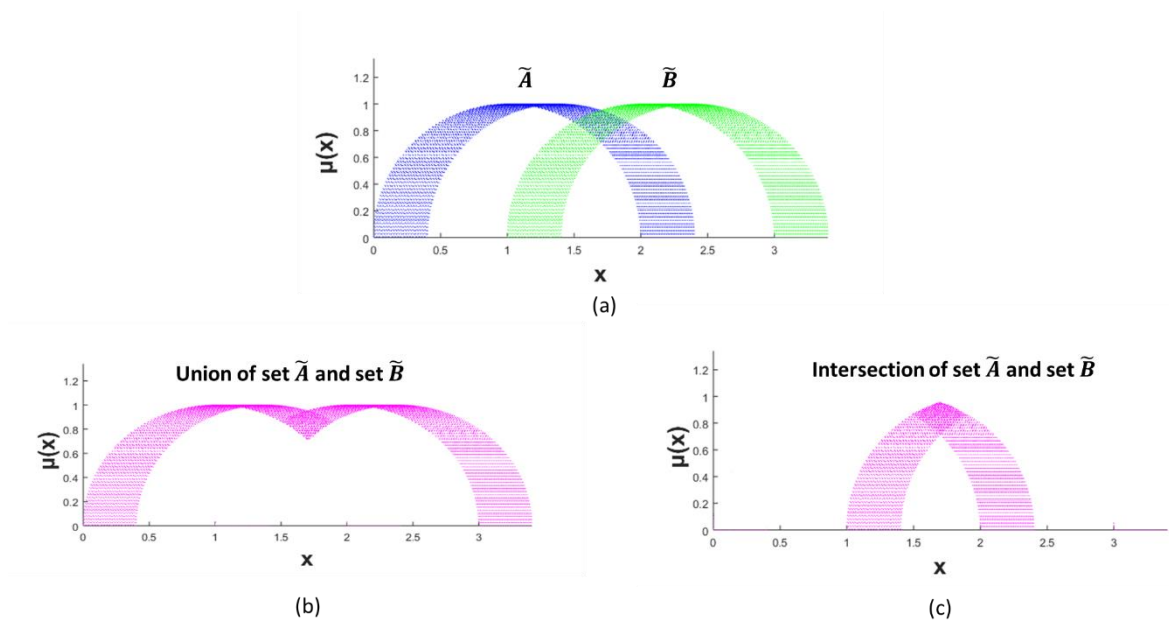 Ã B̃
1.2
1
0.8
0.6
0.4
0.2
0
μ(x)
0 0.5 1 1.5 2 2.5 3
x
(a)
Union of set Ã and set B̃
1.2
1
0.8
0.6
0.4
0.2
0
μ(x)
0 0.5 1 1.5 2 2.5 3
x
(b)
Intersection of set Ã and set B̃
1.2
1
0.8
0.6
0.4
0.2
0
μ(x)
0 0.5 1 1.5 2 2.5 3
x
(c)